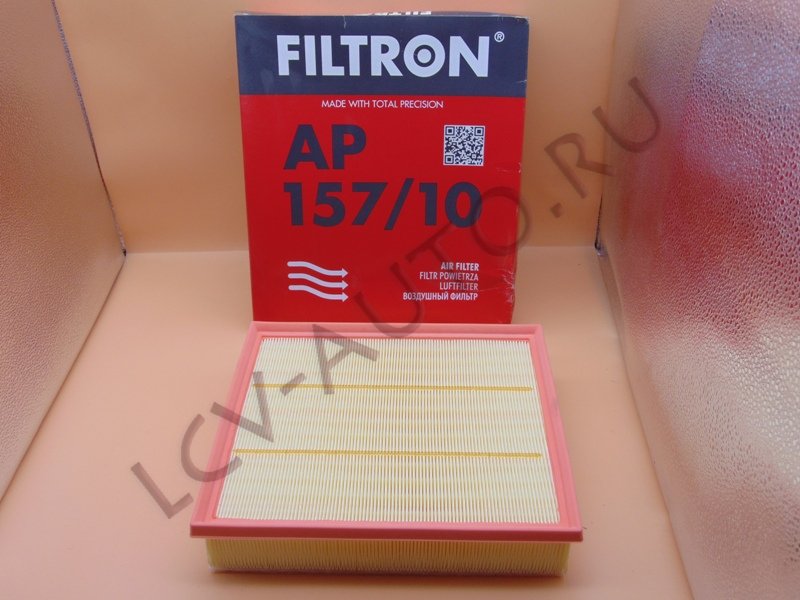 FILTRON®
MADE WITH TOTAL PRECISION
AP
157/10
AIR FILTER
FILTR POWIETRZA
LUFTFILTER
ВОЗДУШНЫЙ ФИЛЬТР
LCV-AUTO.RU